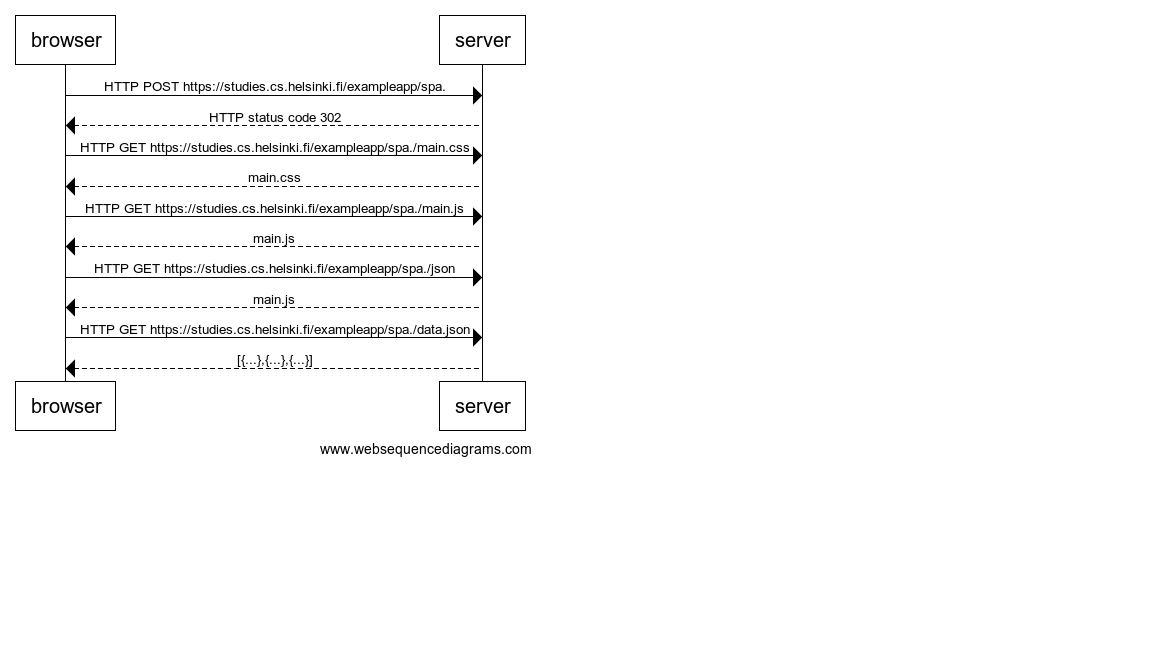 browser
server
HTTP POST https://studies.cs.helsinki.fi/exampleapp/spa.
HTTP status code 302
HTTP GET https://studies.cs.helsinki.fi/exampleapp/spa./main.css
main.css
HTTP GET https://studies.cs.helsinki.fi/exampleapp/spa./main.js
main.js
HTTP GET https://studies.cs.helsinki.fi/exampleapp/spa./json
main.js
HTTP GET https://studies.cs.helsinki.fi/exampleapp/spa./data.json
[{...},{...},{...}]
browser
server
www.websequencediagrams.com